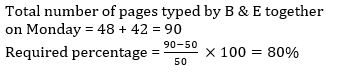 Total number of pages typed by B & E together
on Monday = 48 + 42 = 90
Required percentage = \frac{90−50}{50} × 100 = 80%